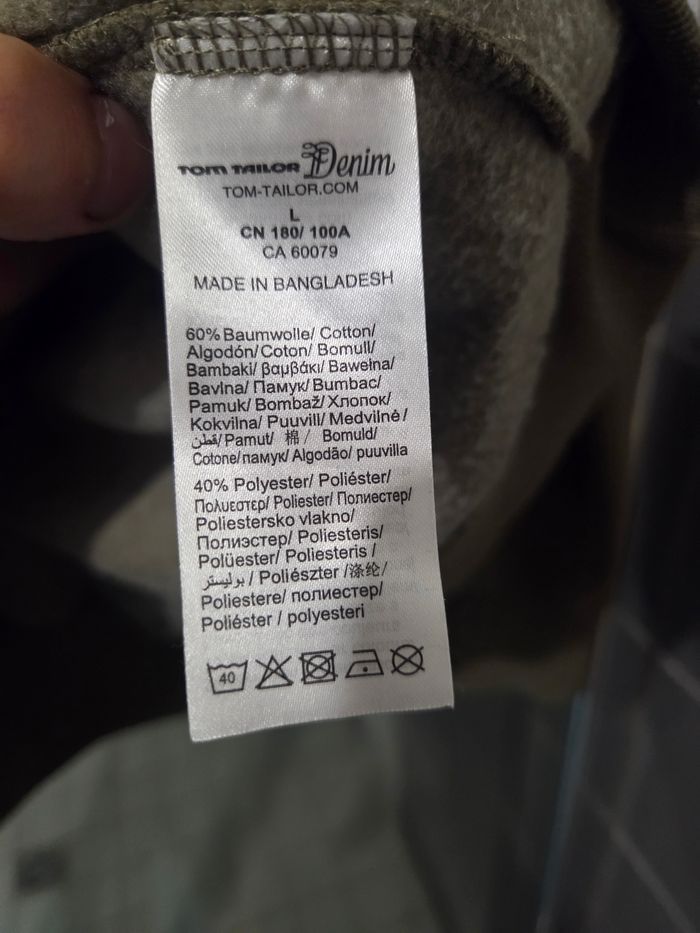 TOM TAILOR Denim
TOM-TAILOR.COM
L
CN 180/ 100A
CA 60079
MADE IN BANGLADESH
60% Baumwolle/ Cotton/
Algodón/ Coton/ Bomull/
Bambaki/ βαμβάκι/ Bawełna/
Bavlna/ Памук/ Bumbac/
Pamuk/ Bombaž/ Хлопок/
Kokvilna/ Puuvill/ Medvilnė/
قطن/ Pamut/ 棉 / Bomuld/
Cotone/ памук/ Algodão/ puuvilla
40% Polyester/ Poliéster/
Πολυεστερ/ Poliester/ Полиестер/
Poliestersko vlakno/
Полиэстер/ Poliesteris/
Polüester/ Poliesteris /
بوليستر / Poliészter /涤纶/
Poliestere/ полиестер/
Poliéster / polyesteri
40